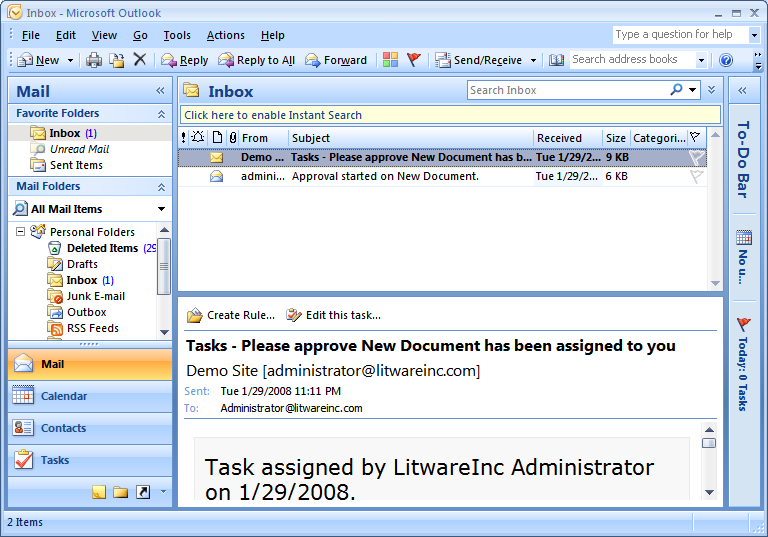 Inbox - Microsoft Outlook
File Edit View Go Tools Actions Help
Type a question for help
New Reply Reply to All Forward Send/Receive Search address books
Mail «
Favorite Folders
Inbox (1)
Unread Mail
Sent Items
Mail Folders
All Mail Items
Personal Folders
Deleted Items (29
Drafts
Inbox (1)
Junk E-mail
Outbox
RSS Feeds
Mail
Calendar
Contacts
Tasks
Inbox
Search Inbox
Click here to enable Instant Search
! From Subject Received Size Categori...
Demo ... Tasks - Please approve New Document has b... Tue 1/29/2... 9 KB
admini... Approval started on New Document. Tue 1/29/2... 6 KB
Create Rule... Edit this task...
Tasks - Please approve New Document has been assigned to you
Demo Site [administrator@litwareinc.com]
Sent: Tue 1/29/2008 11:11 PM
To: Administrator@litwareinc.com
Task assigned by LitwareInc Administrator
on 1/29/2008.
«
To-Do Bar
No u...
Today: 0 Tasks
2 Items